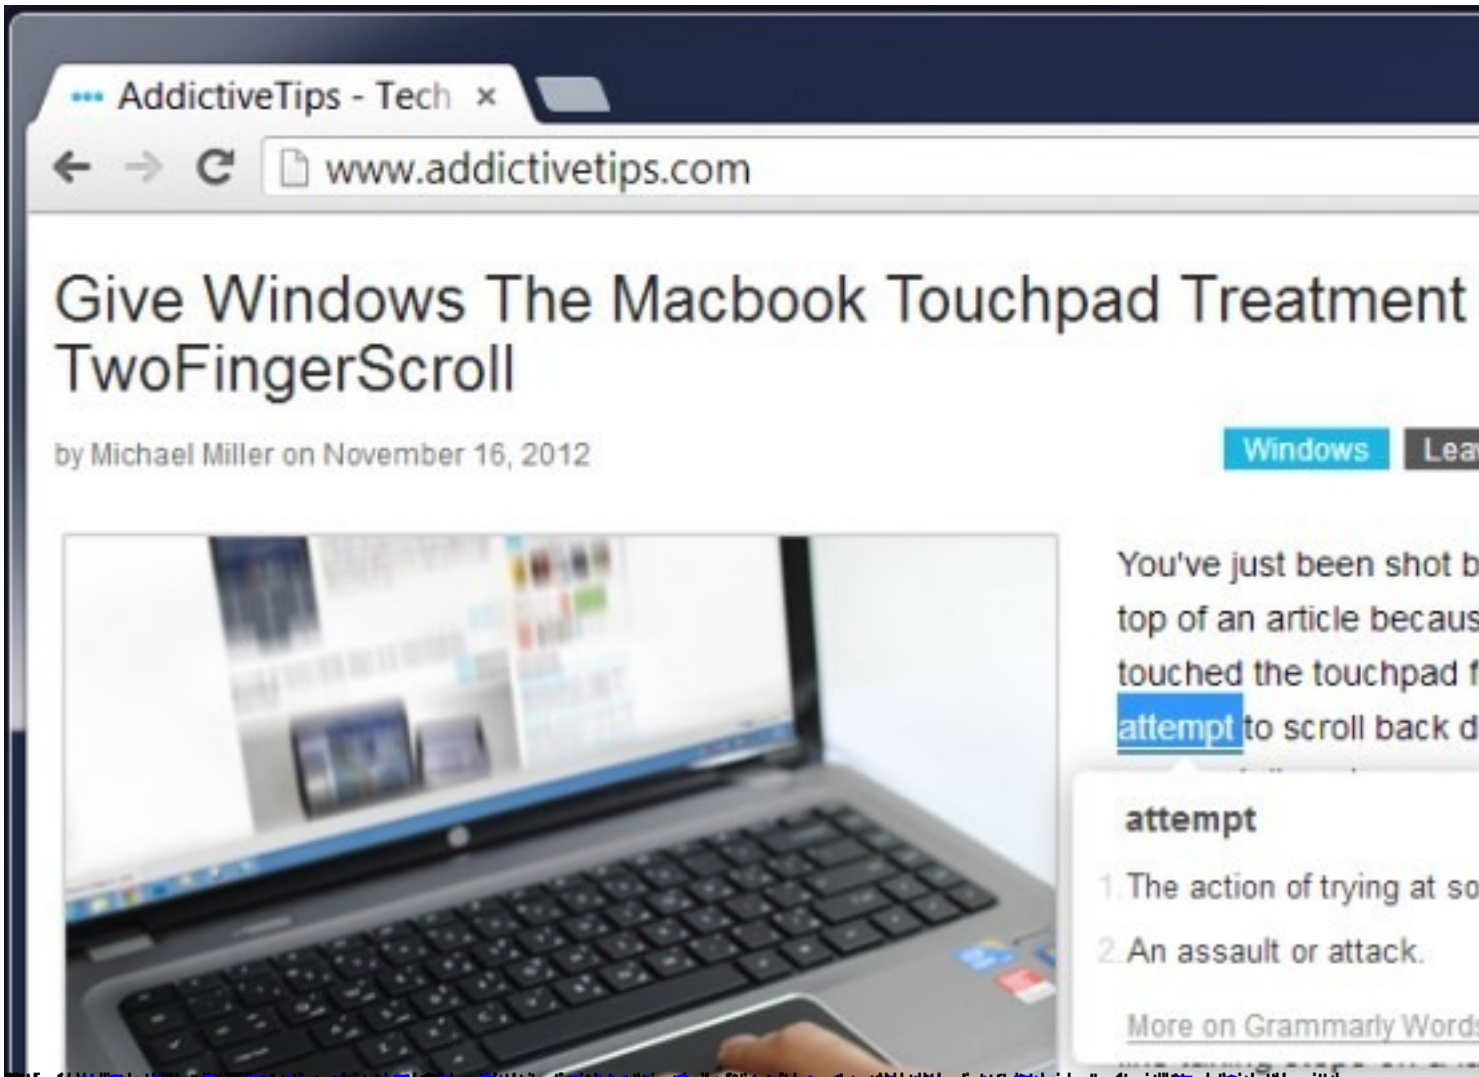 AddictiveTips - Tech
www.addictivetips.com
Give Windows The Macbook Touchpad Treatment
TwoFingerScroll
by Michael Miller on November 16, 2012
Windows
You've just been shot
top of an article
touched the touchpad
attempt to scroll back
attempt
1. The action of trying at
2. An assault or attack.
More on Grammarly